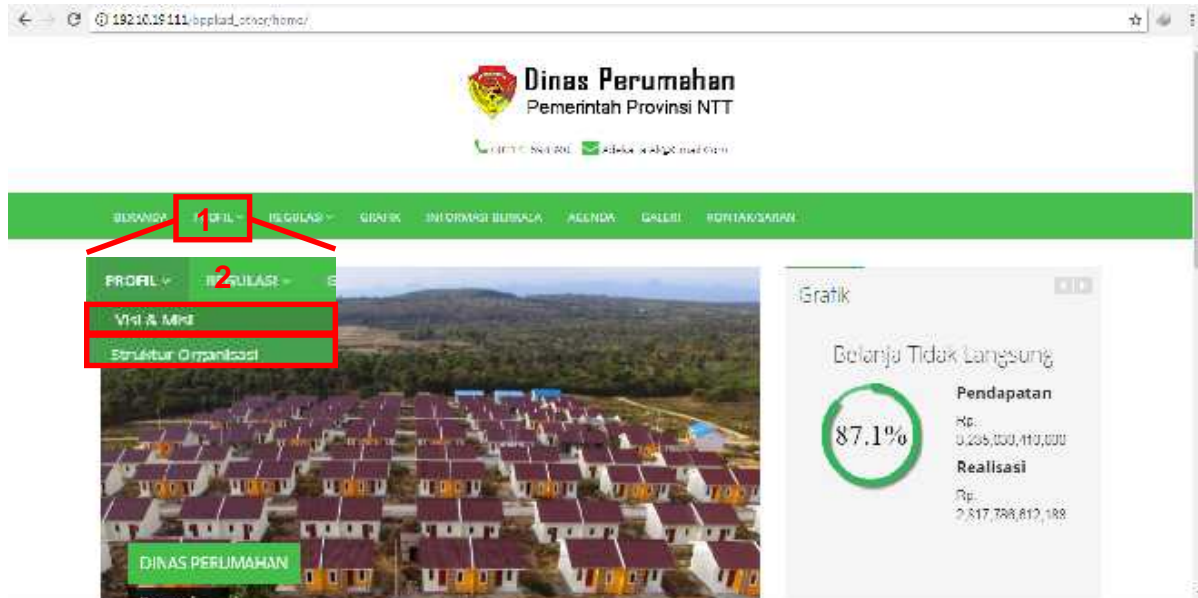 Dinas Perumahan
Pemerintah Provinsi NTT
BERANDA PROFIL REGULASI GRAFIK INFORMASI BERKALA AGENDA GALERI KONTAK/SARAN
1
PROFIL REGULASI
2
Visi & Misi
Struktur Organisasi
Grafik
Belanja Tidak Langsung
87.1%
Pendapatan
Rp.
Realisasi
Rp.
DINAS PERUMAHAN